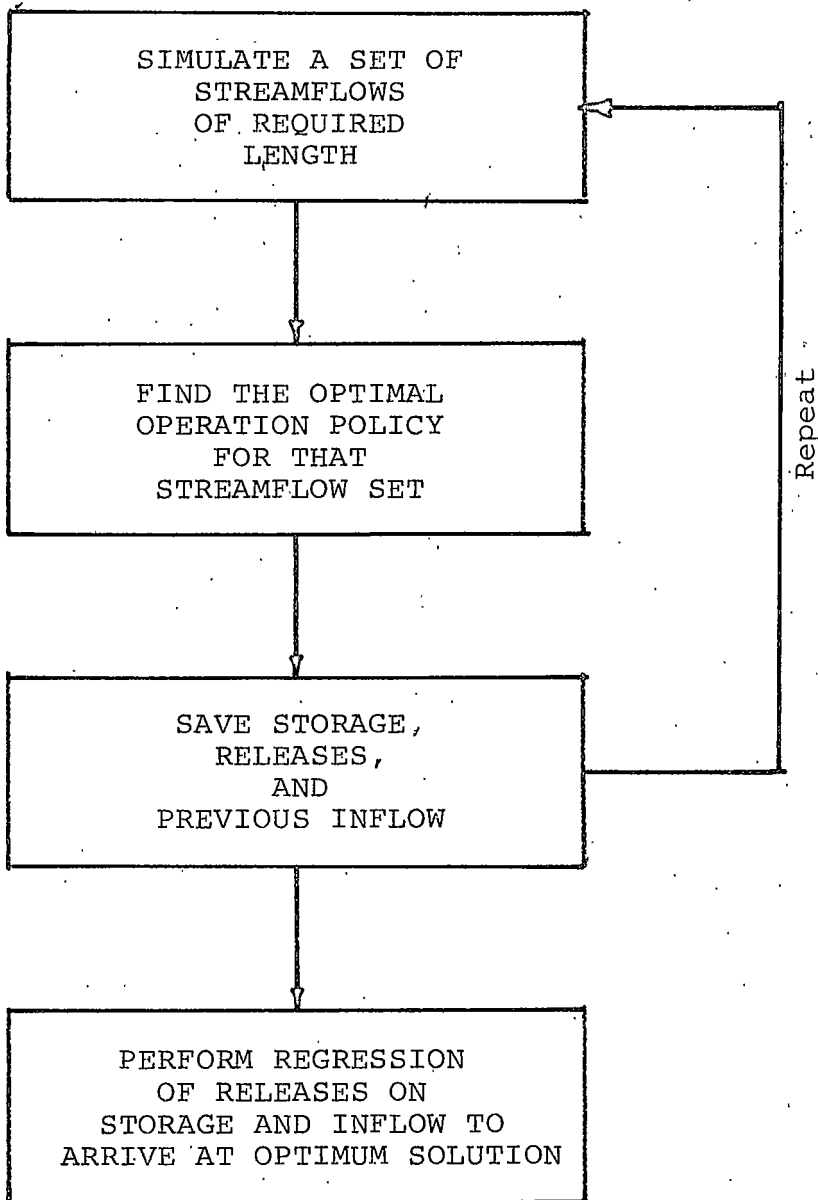 SIMULATE A SET OF
STREAMFLOWS
OF REQUIRED
LENGTH
FIND THE OPTIMAL
OPERATION POLICY
FOR THAT
STREAMFLOW SET
Repeat
SAVE STORAGE,
RELEASES,
AND
PREVIOUS INFLOW
PERFORM REGRESSION
OF RELEASES ON
STORAGE AND INFLOW TO
ARRIVE AT OPTIMUM SOLUTION